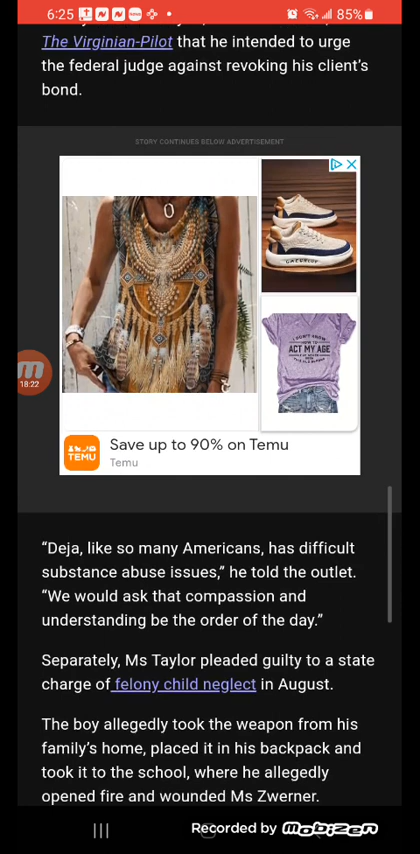 6:25
85%
The Virginian-Pilot that he intended to urge
the federal judge against revoking his client's
bond.
STORY CONTINUES BELOW ADVERTISEMENT
I DON'T KNOW
HOW TO
ACT MY AGE
18:22
TEMU
Save up to 90% on Temu
Temu
“Deja, like so many Americans, has difficult
substance abuse issues,” he told the outlet.
“We would ask that compassion and
understanding be the order of the day.”
Separately, Ms Taylor pleaded guilty to a state
charge of felony child neglect in August.
The boy allegedly took the weapon from his
family’s home, placed it in his backpack and
took it to the school, where he allegedly
opened fire and wounded Ms Zwerner.
Recorded by mobizen